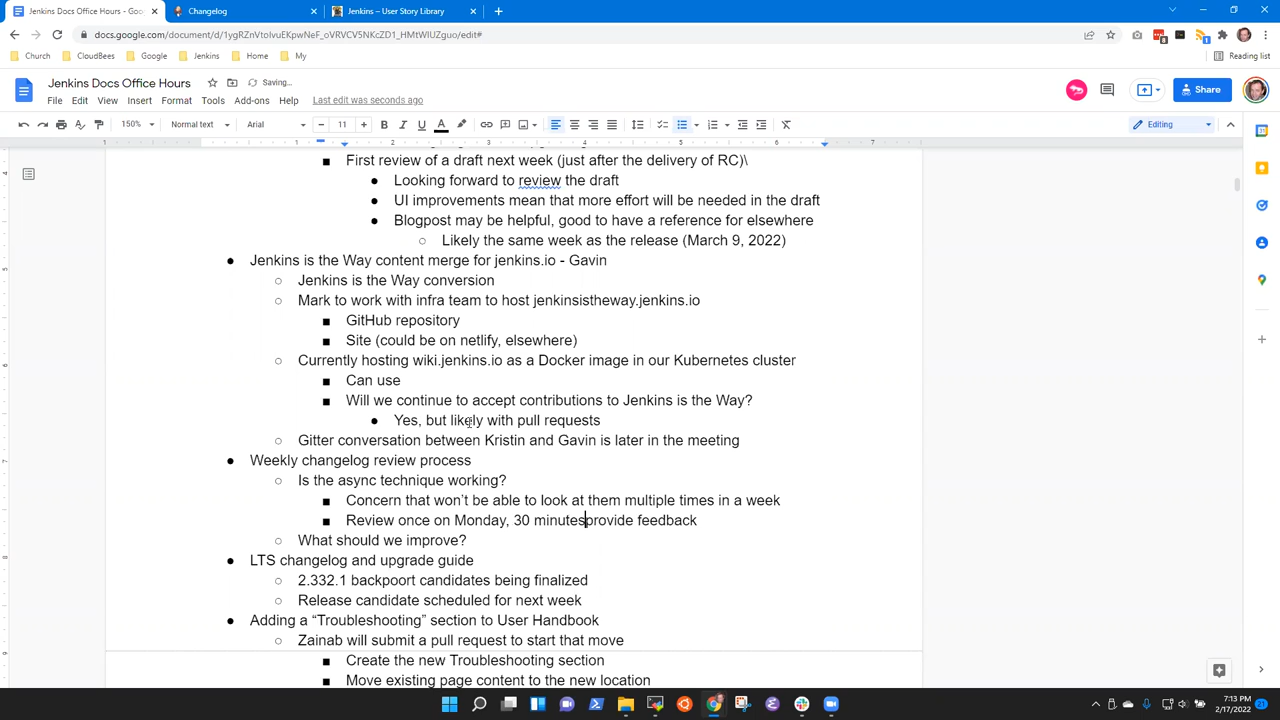 Jenkins Docs Office Hours - Goo
Changelog
Jenkins – User Story Library
docs.google.com/document/d/1ygRZnVtoIvuEKpwNeF_oVRVCV5NKcZD1_HMtWIUZguo/edit#
Church
CloudBees
Google
Jenkins
Home
My
Reading list
Jenkins Docs Office Hours
Saving...
File Edit View Insert Format Tools Add-ons Help Last edit was seconds ago
Share
150% Normal text Arial 11 Editing
First review of a draft next week (just after the delivery of RC)\
Looking forward to review the draft
UI improvements mean that more effort will be needed in the draft
Blogpost may be helpful, good to have a reference for elsewhere
Likely the same week as the release (March 9, 2022)
Jenkins is the Way content merge for jenkins.io - Gavin
Jenkins is the Way conversion
Mark to work with infra team to host jenkinsistheway.jenkins.io
GitHub repository
Site (could be on netlify, elsewhere)
Currently hosting wiki.jenkins.io as a Docker image in our Kubernetes cluster
Can use
Will we continue to accept contributions to Jenkins is the Way?
Yes, but likely with pull requests
Gitter conversation between Kristin and Gavin is later in the meeting
Weekly changelog review process
Is the async technique working?
Concern that won't be able to look at them multiple times in a week
Review once on Monday, 30 minutesprovide feedback
What should we improve?
LTS changelog and upgrade guide
2.332.1 backpoort candidates being finalized
Release candidate scheduled for next week
Adding a “Troubleshooting” section to User Handbook
Zainab will submit a pull request to start that move
Create the new Troubleshooting section
Move existing page content to the new location
7:13 PM
2/17/2022